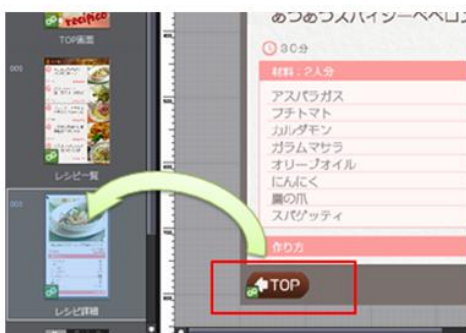 recipico
TOP画面
002
レシピ一覧
003
レシピ詳細
あつあつスパイシーペペロ
30分
材料：2人分
アスパラガス
プチトマト
カルダモン
ガラムマサラ
オリーブオイル
にんにく
鷹の爪
スパゲッティ
作り方
TOP